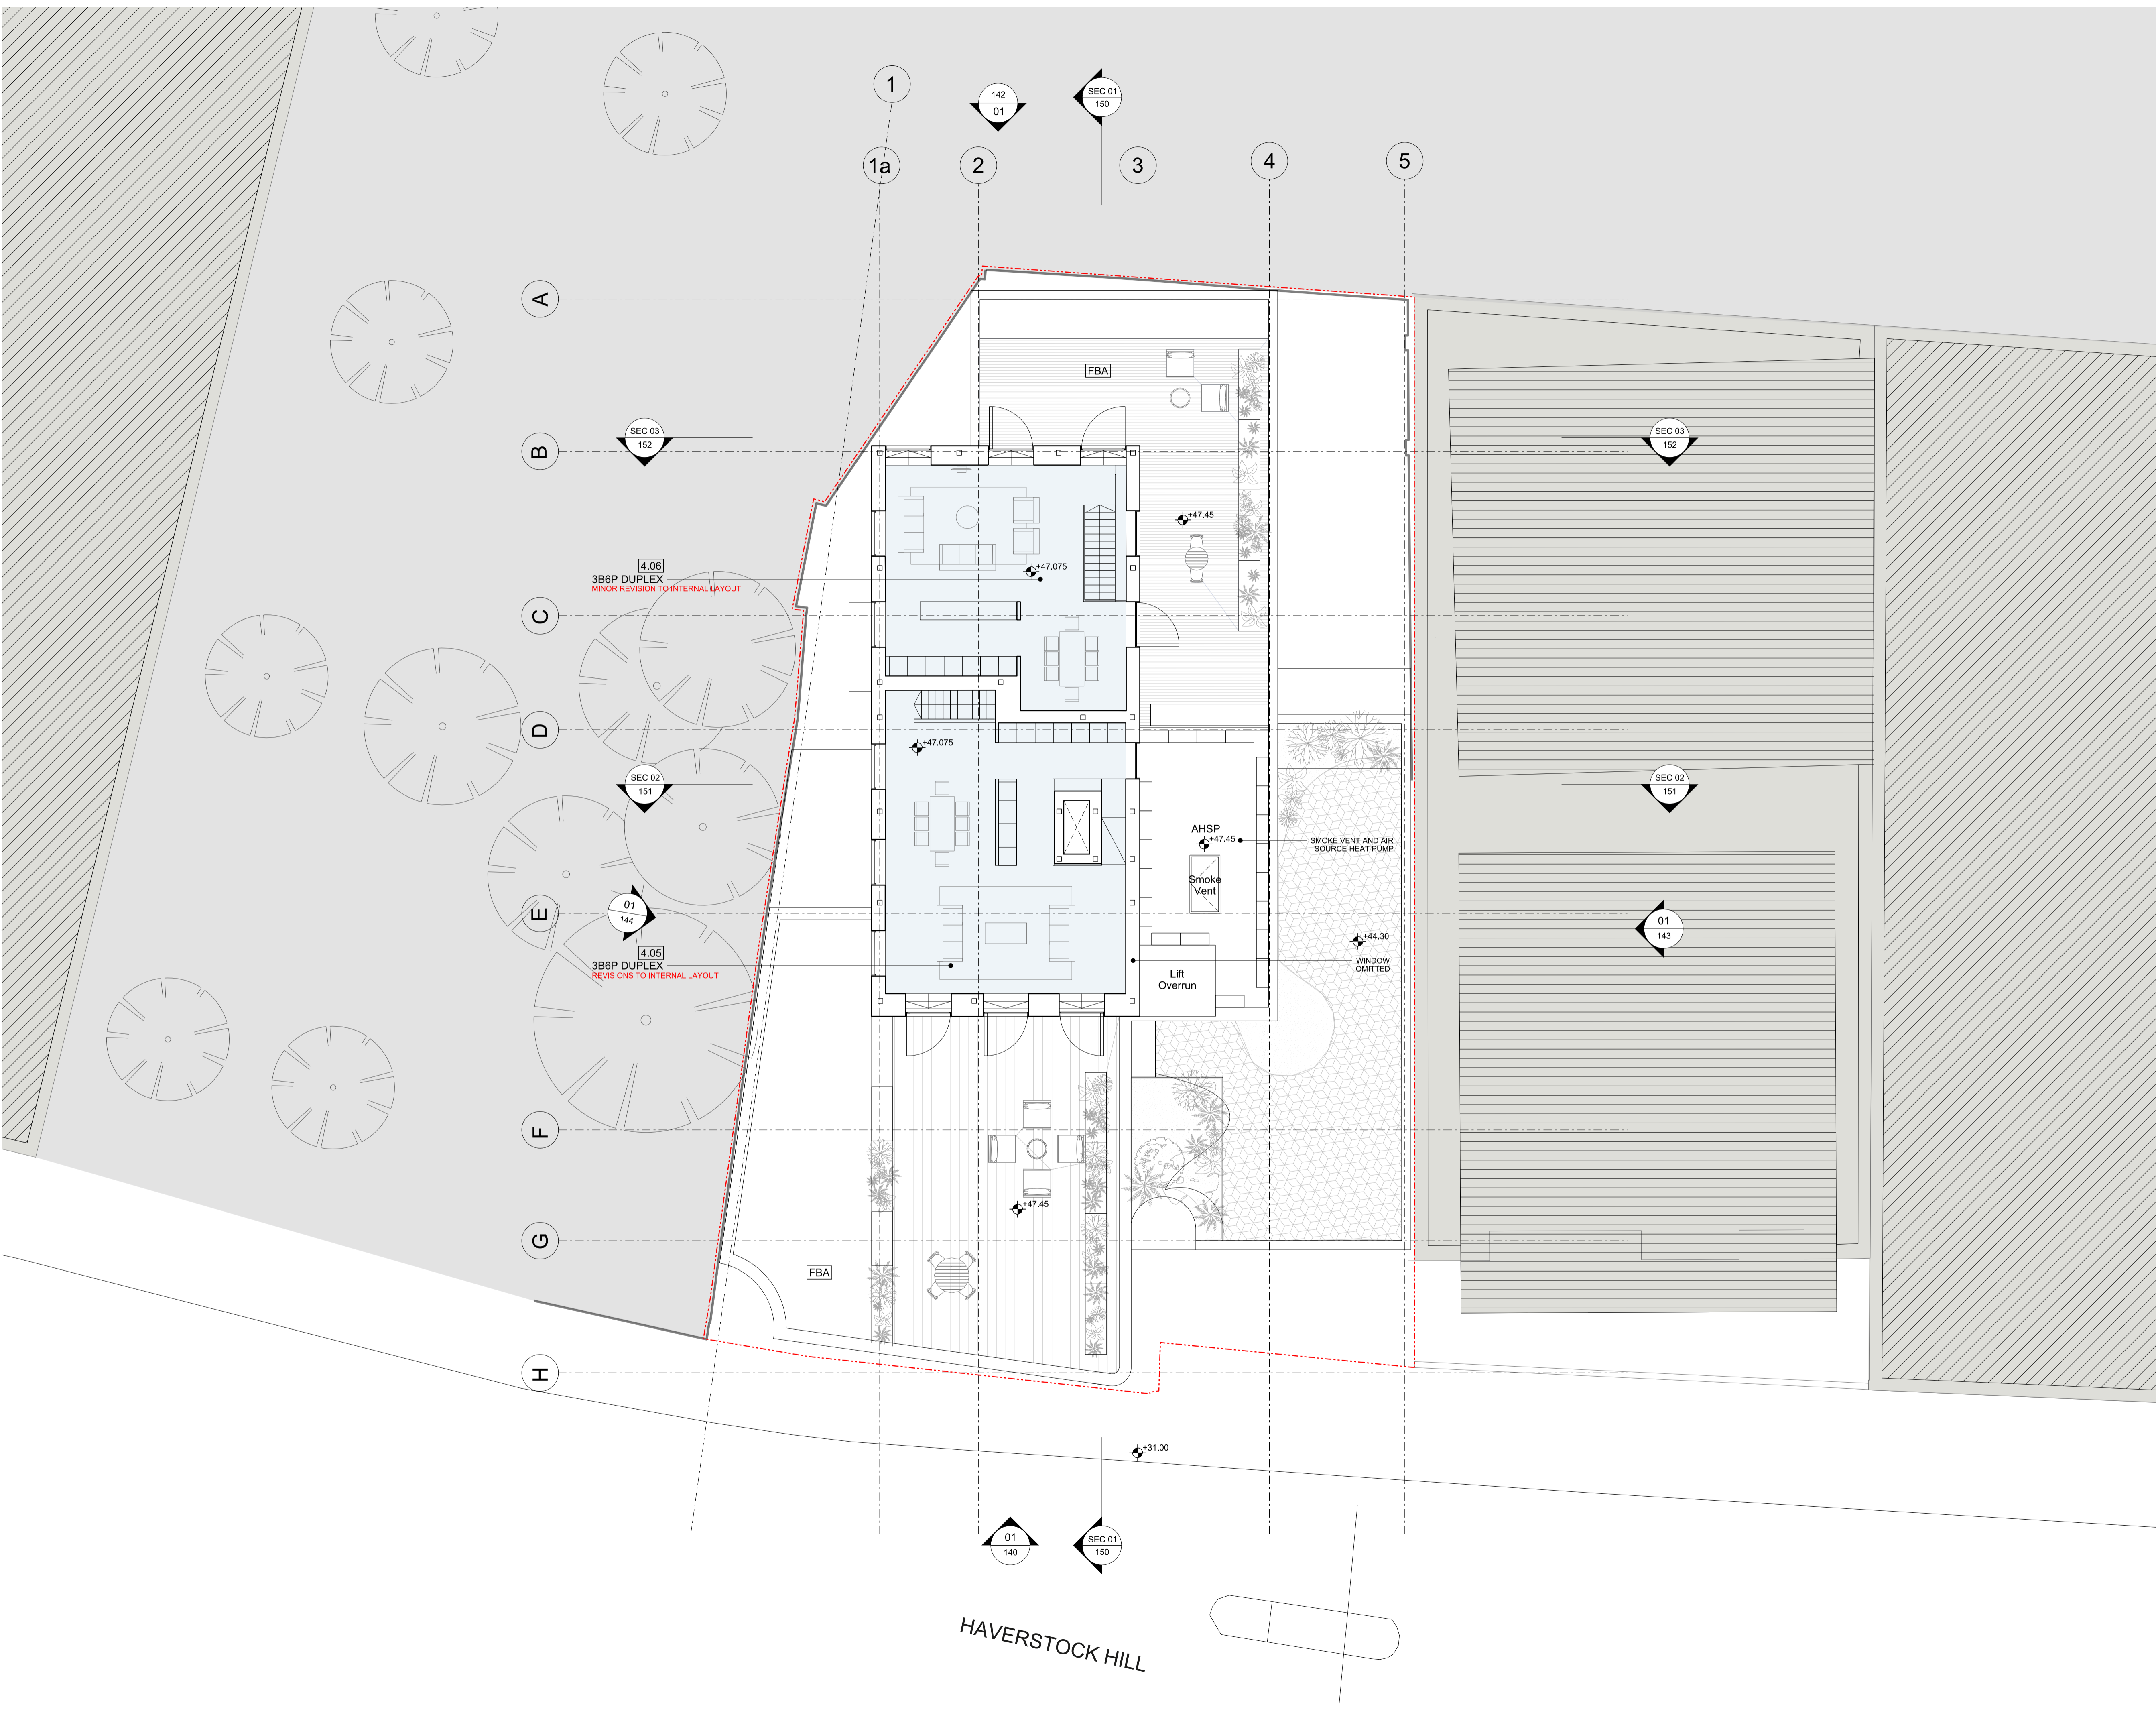 1
142
01
SEC 01
150
1a
2
3
4
5
A
FBA
SEC 03
152
SEC 03
152
B
+47.45
4.06
3B6P DUPLEX
MINOR REVISION TO INTERNAL LAYOUT
+47.075
C
D
+47.075
SEC 02
151
SEC 02
151
AHSP
+47.45
SMOKE VENT AND AIR
SOURCE HEAT PUMP
Smoke
Vent
E
01
144
01
143
+44.30
4.05
3B6P DUPLEX
REVISIONS TO INTERNAL LAYOUT
WINDOW
OMITTED
Lift
Overrun
F
+47.45
G
FBA
H
+31.00
01
140
SEC 01
150
HAVERSTOCK HILL